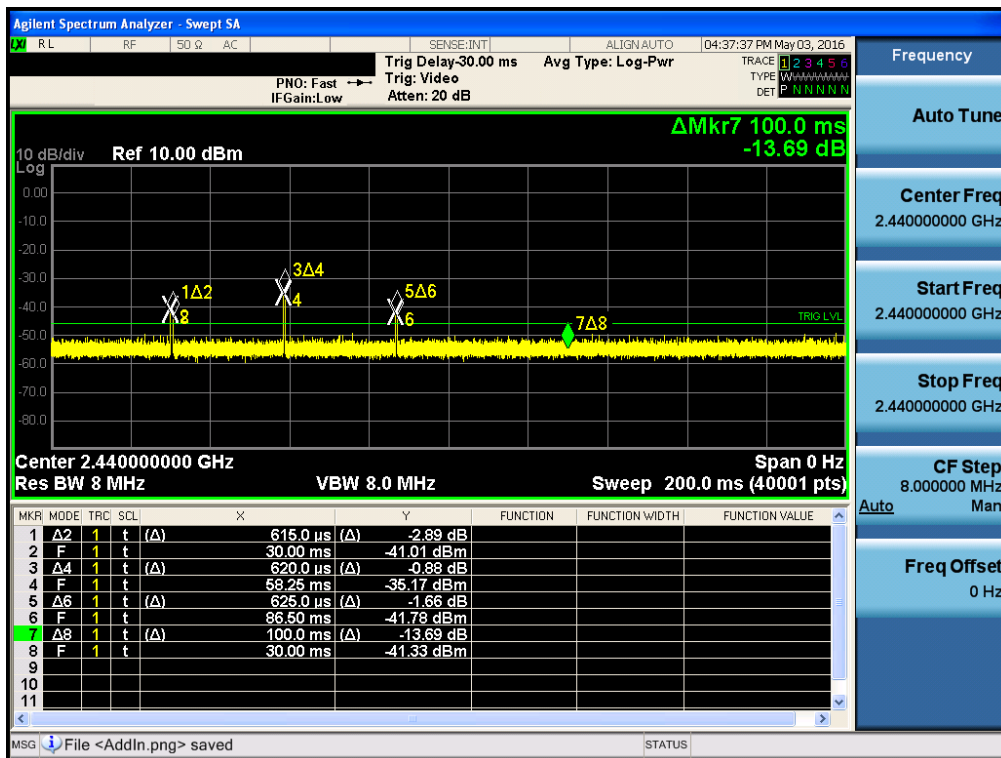 Agilent Spectrum Analyzer - Swept SA
LXI RL RF 50 Ω AC SENSE:INT ALIGN AUTO 04:37:37 PM May 03, 2016
Trig Delay-30.00 ms Avg Type: Log-Pwr TRACE 1 2 3 4 5 6
PNO: Fast Trig: Video TYPE W
IFGain:Low Atten: 20 dB DET P N N N N N
ΔMkr7 100.0 ms
-13.69 dB
10 dB/div Ref 10.00 dBm
Log
0.00
-10.0
-20.0
-30.0
-40.0
-50.0
-60.0
-70.0
-80.0
1Δ2
2
8
3Δ4
4
5Δ6
6
7Δ8
TRIG LVL
Center 2.440000000 GHz Span 0 Hz
Res BW 8 MHz VBW 8.0 MHz Sweep 200.0 ms (40001 pts)
MKR MODE TRC SCL X Y FUNCTION FUNCTION WIDTH FUNCTION VALUE
1 Δ2 1 t (Δ) 615.0 µs (Δ) -2.89 dB
2 F 1 t 30.00 ms -41.01 dBm
3 Δ4 1 t (Δ) 620.0 µs (Δ) -0.88 dB
4 F 1 t 58.25 ms -35.17 dBm
5 Δ6 1 t (Δ) 625.0 µs (Δ) -1.66 dB
6 F 1 t 86.50 ms -41.78 dBm
7 Δ8 1 t (Δ) 100.0 ms (Δ) -13.69 dB
8 F 1 t 30.00 ms -41.33 dBm
9
10
11
MSG File <AddIn.png> saved STATUS
Frequency
Auto Tune
Center Freq
2.440000000 GHz
Start Freq
2.440000000 GHz
Stop Freq
2.440000000 GHz
CF Step
8.000000 MHz
Auto Man
Freq Offset
0 Hz